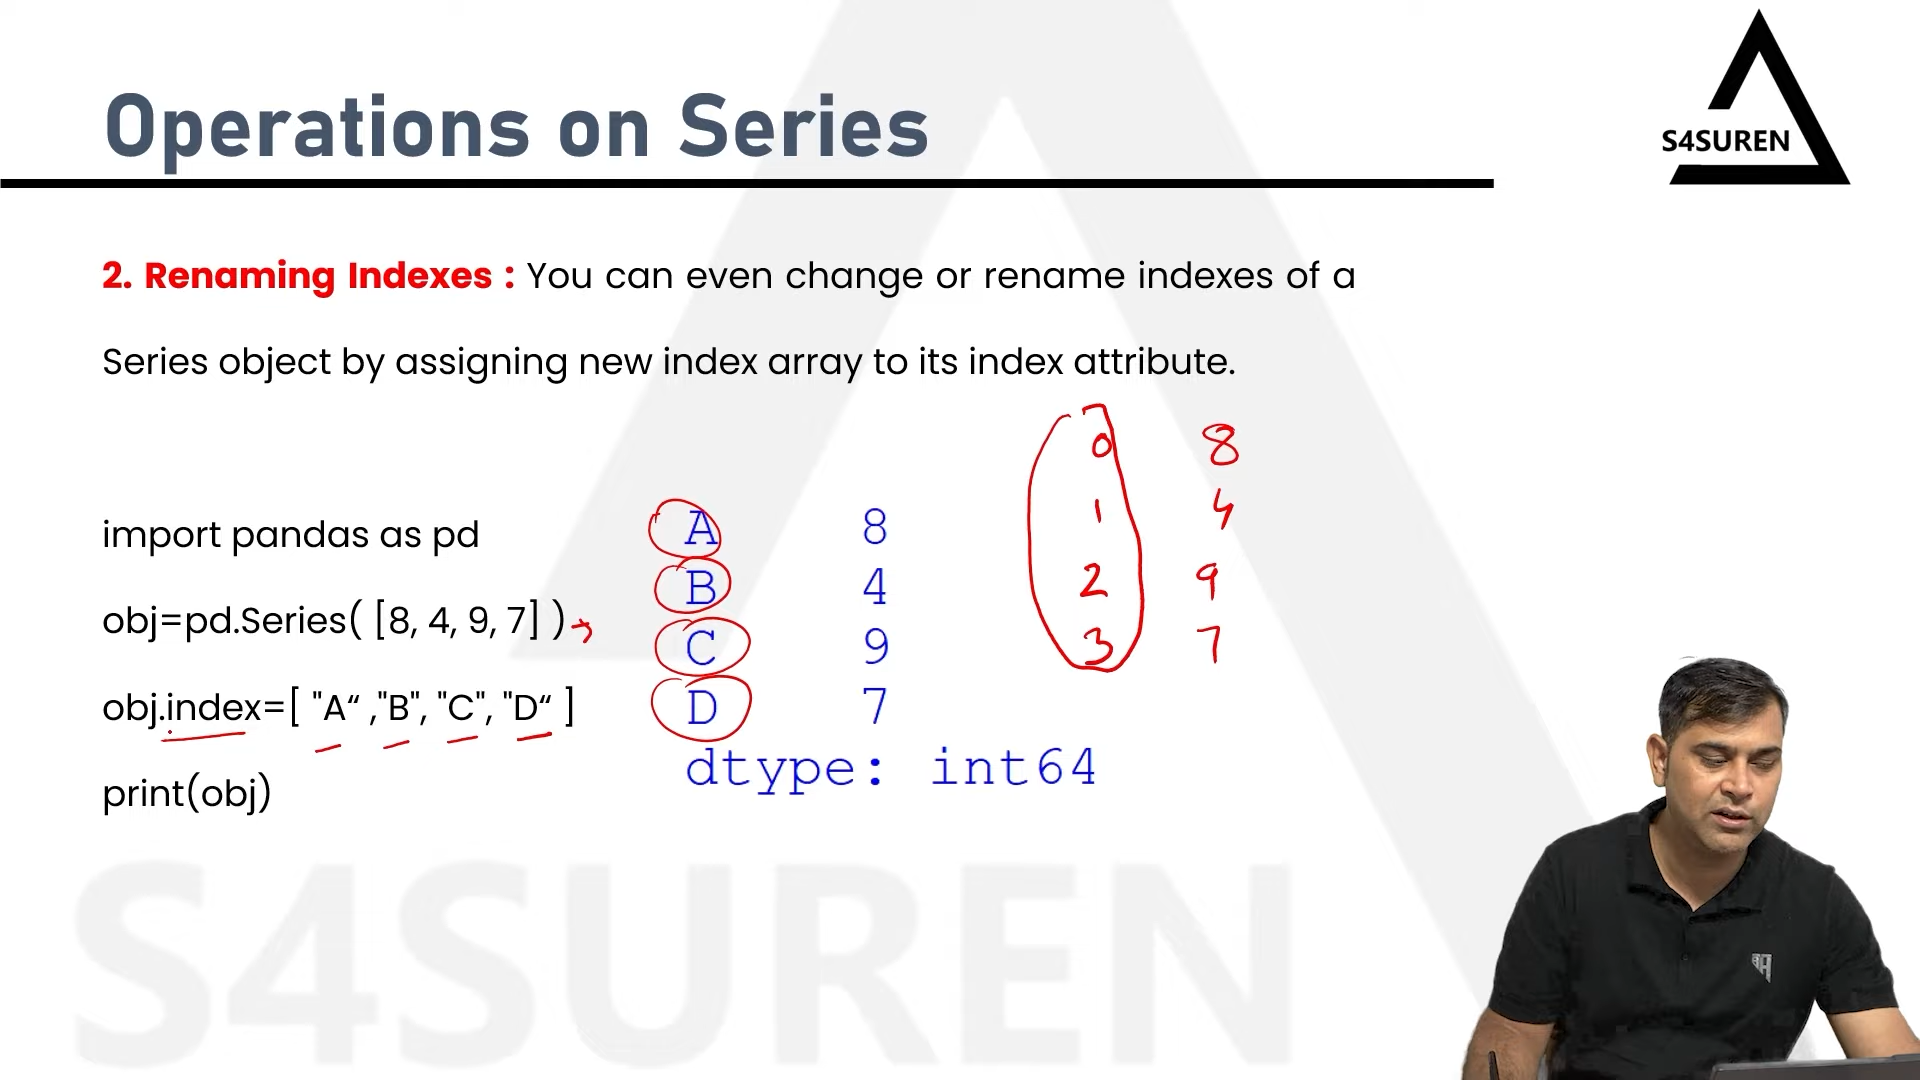 Operations on Series
S4SUREN
2. Renaming Indexes : You can even change or rename indexes of a
Series object by assigning new index array to its index attribute.
import pandas as pd
obj=pd.Series( [8, 4, 9, 7] )
obj.index=[ "A“ ,"B", "C", "D“ ]
print(obj)
A 8
B 4
C 9
D 7
dtype: int64
0 8
1 4
2 9
3 7
S4SUREN